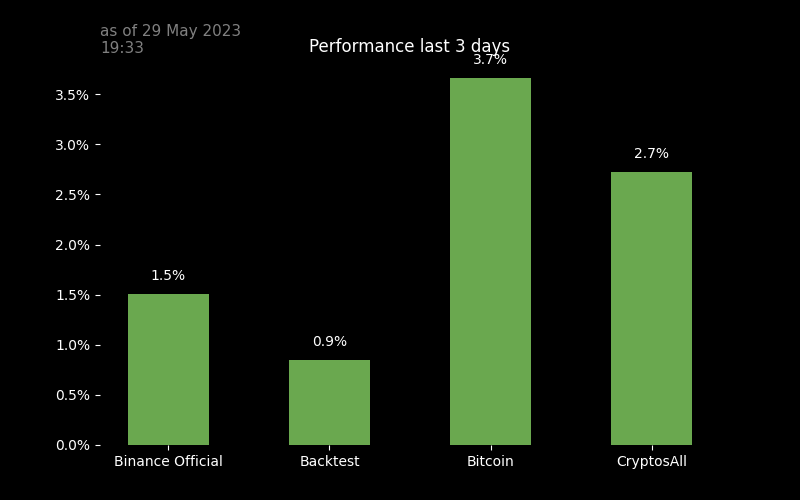 as of 29 May 2023
19:33
Performance last 3 days
3.7%
3.5%
3.0%
2.7%
2.5%
2.0%
1.5%
1.5%
1.0%
0.9%
0.5%
0.0%
Binance Official
Backtest
Bitcoin
CryptosAll